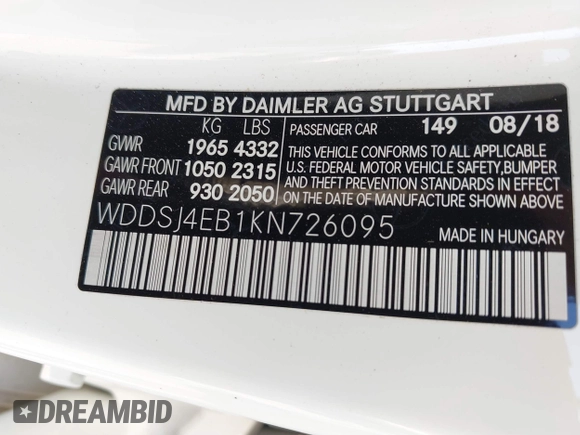 MFD BY DAIMLER AG STUTTGART
KG LBS
GVWR 1965 4332
GAWR FRONT 1050 2315
GAWR REAR 930 2050
PASSENGER CAR 149 08/18
THIS VEHICLE CONFORMS TO ALL APPLICABLE
U.S. FEDERAL MOTOR VEHICLE SAFETY,BUMPER
AND THEFT PREVENTION STANDARDS IN EFFECT
ON THE DATE OF MANUFACTURE SHOWN ABOVE
WDDSJ4EB1KN726095 MADE IN HUNGARY
#DREAMBID